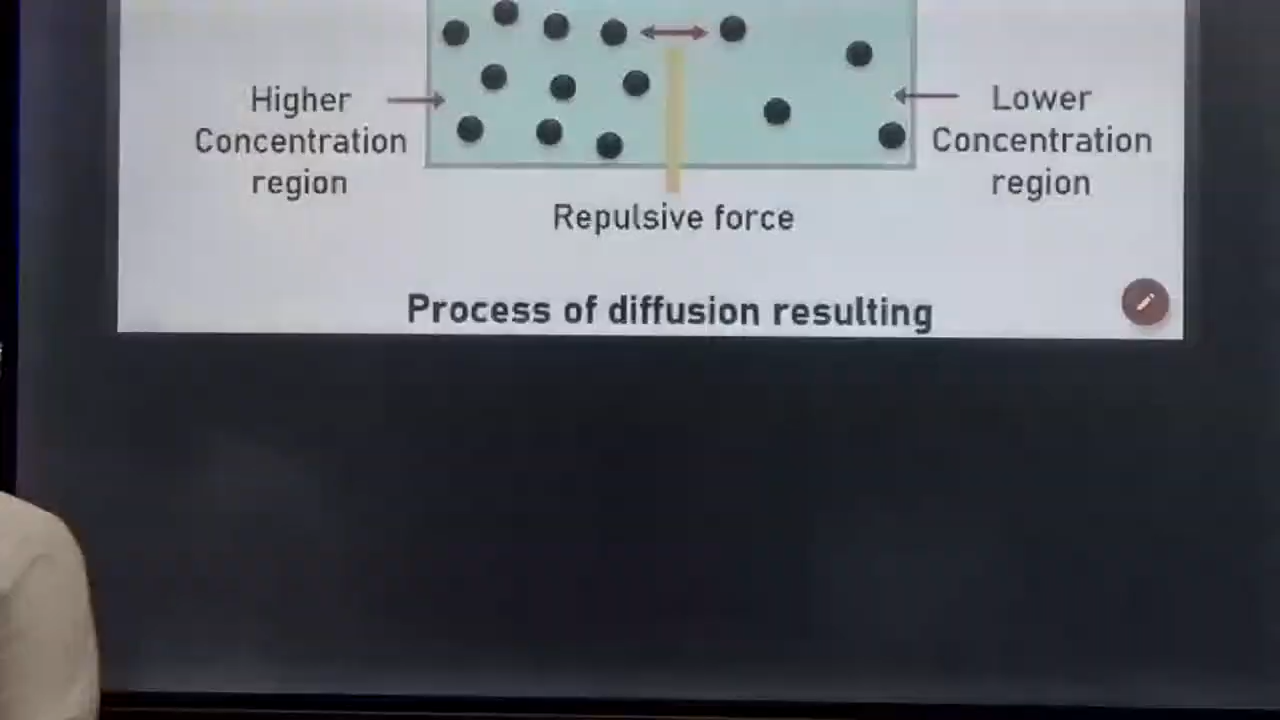 Higher
Concentration
region
Lower
Concentration
region
Repulsive force
Process of diffusion resulting